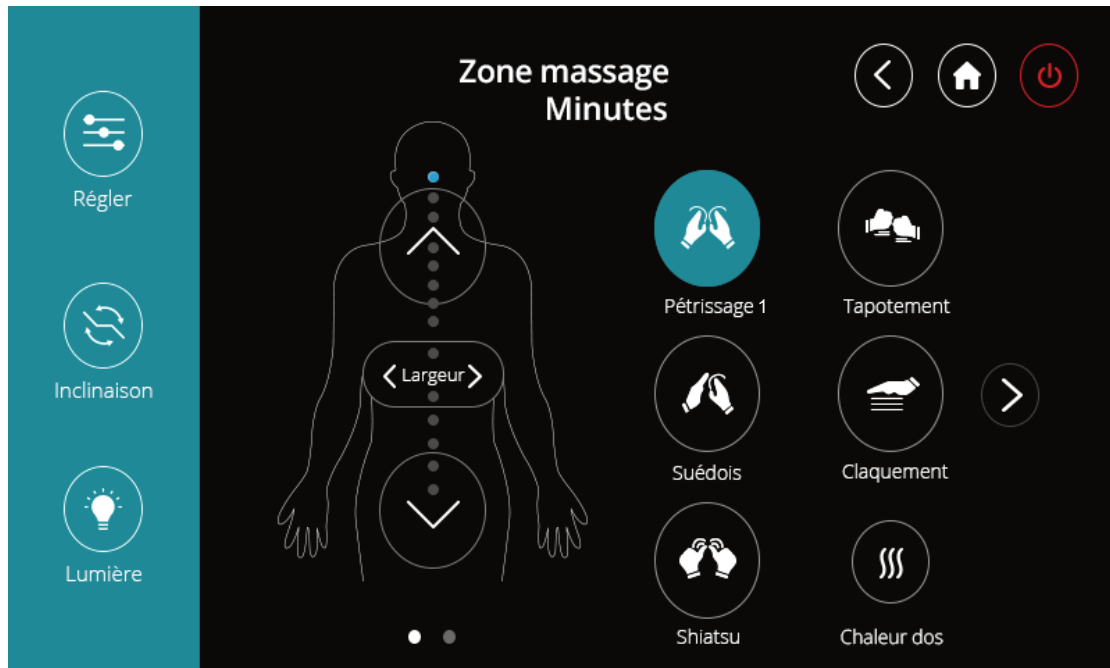 Zone massage
Minutes
Régler
Inclinaison
Lumière
Largeur
Pétrissage 1
Tapotement
Suédois
Claquement
Shiatsu
Chaleur dos